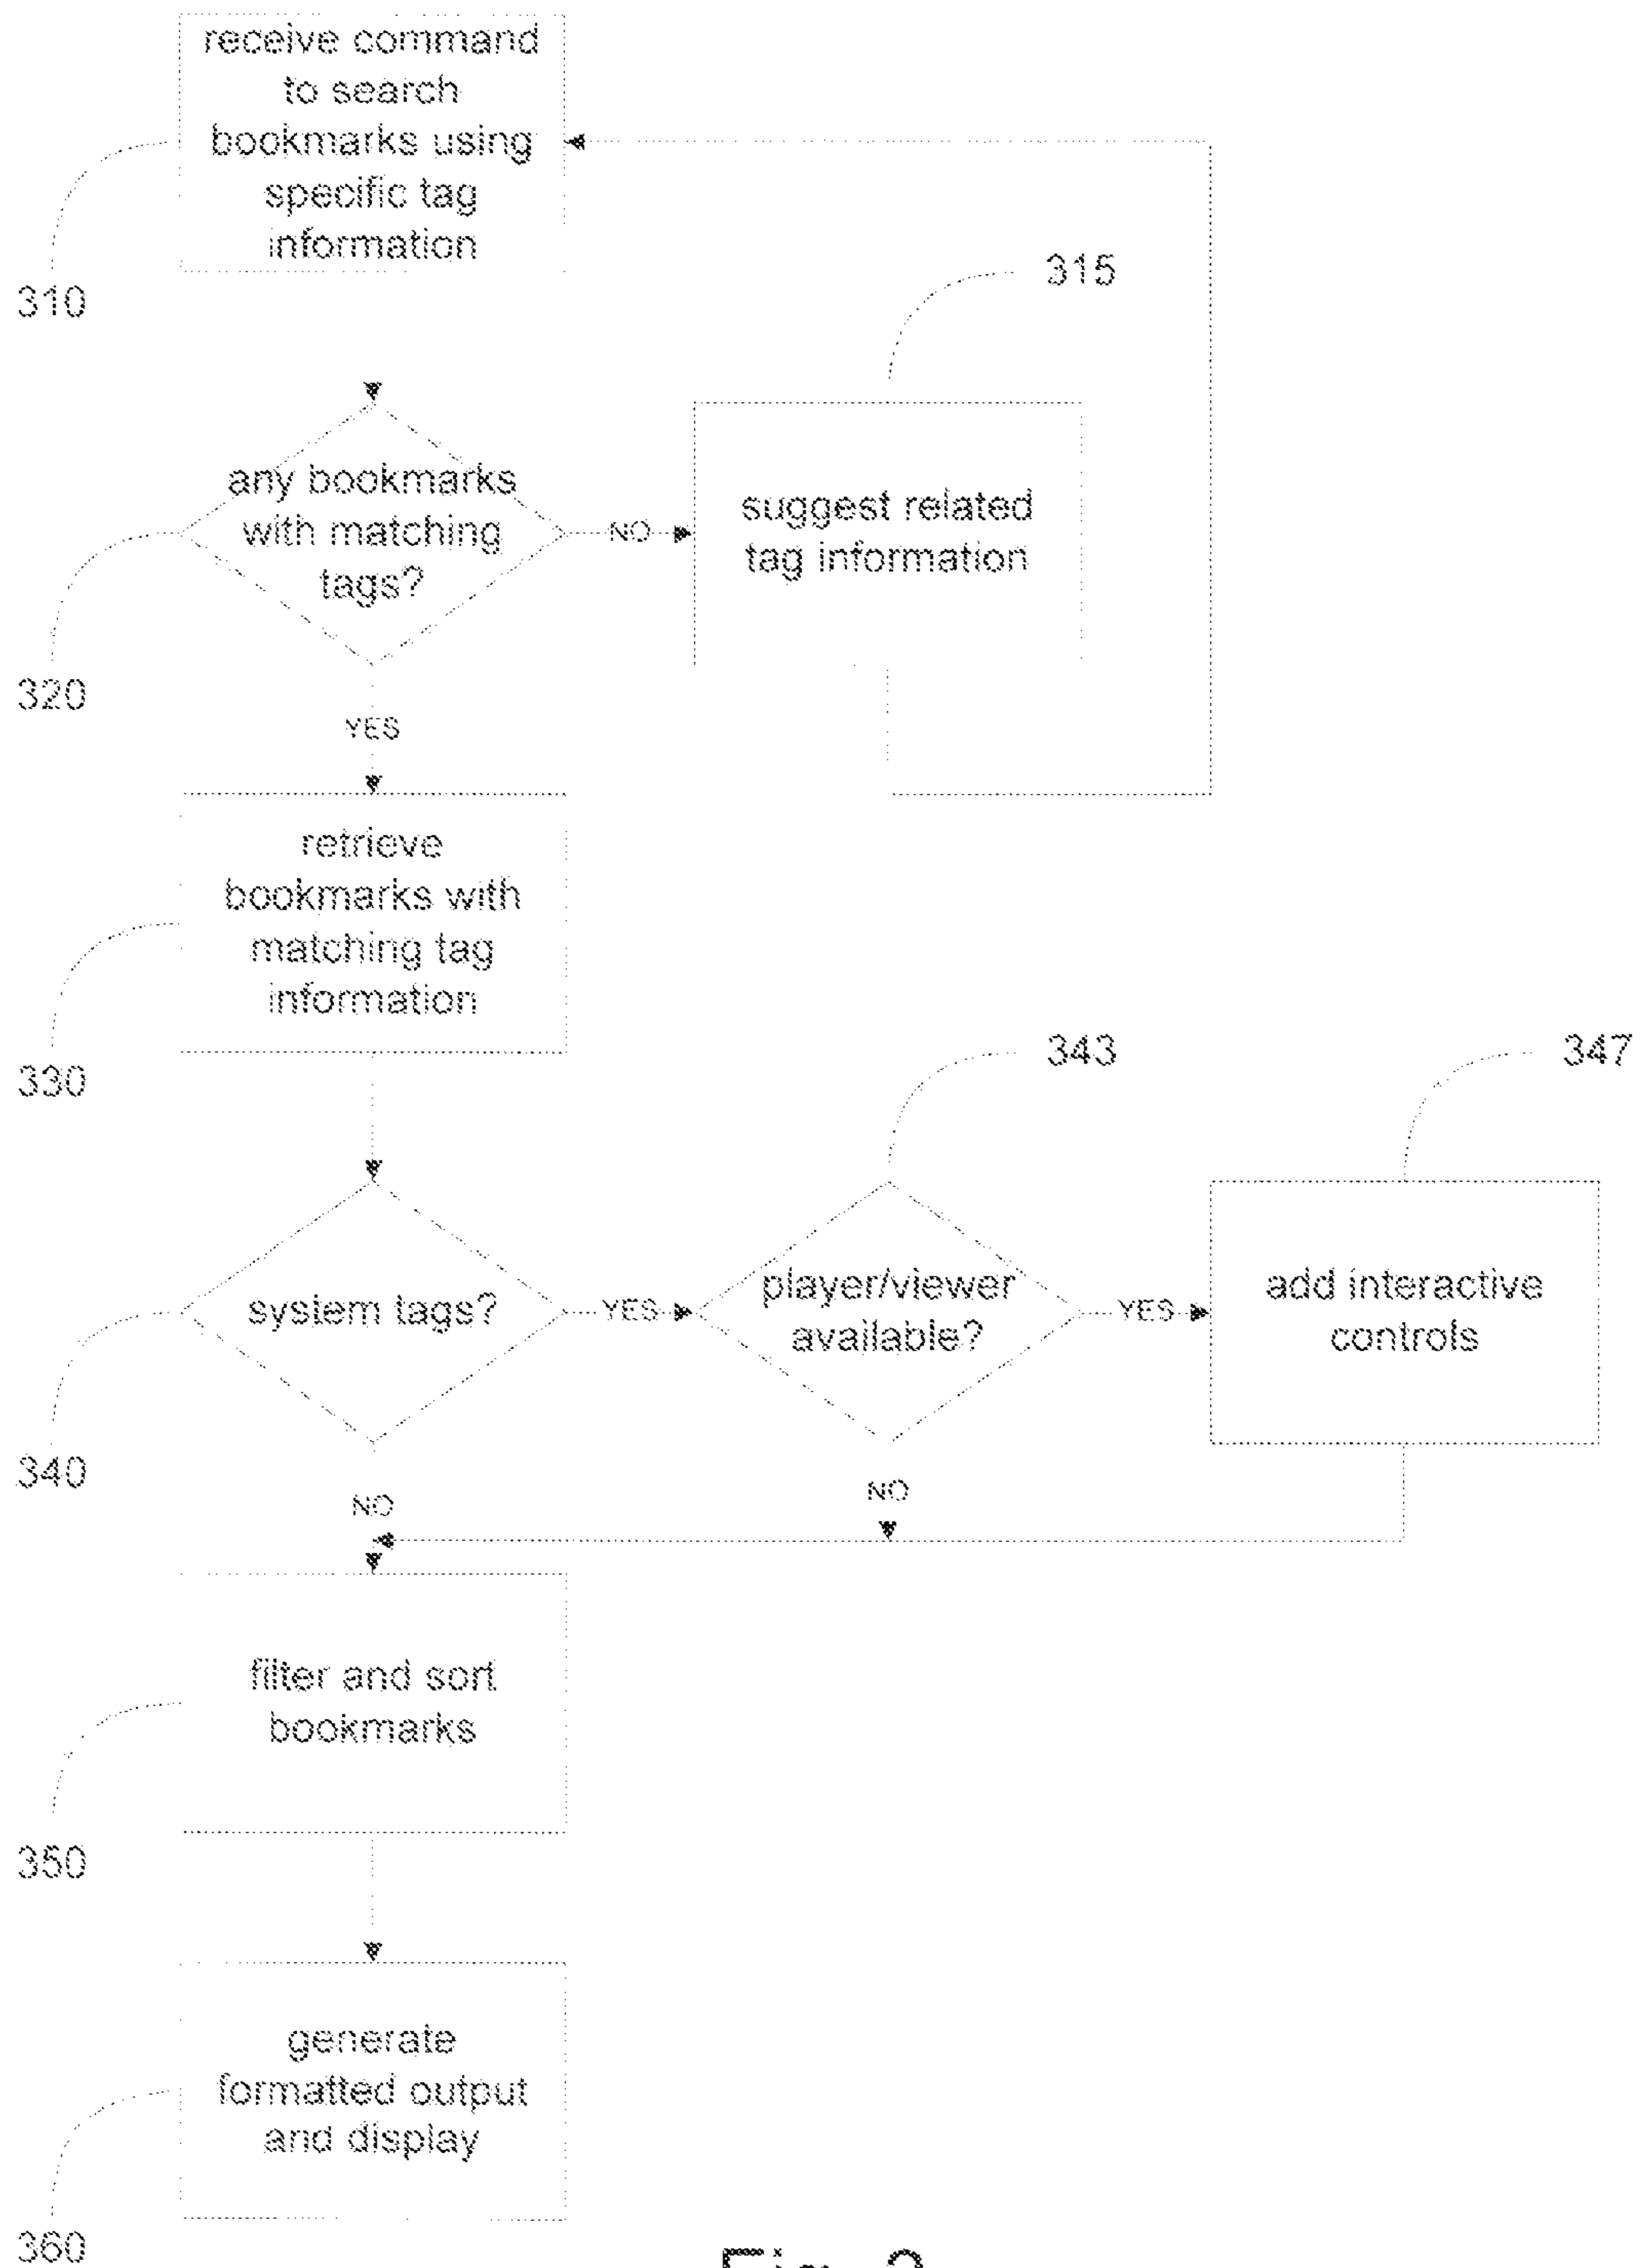 receive command
to search
bookmarks using
specific tag
information
310
315
any bookmarks
with matching
tags?
NO
suggest related
tag information
320
YES
retrieve
bookmarks with
matching tag
information
330
343
347
system tags?
YES
player/viewer
available?
YES
add interactive
controls
340
NO
NO
filter and sort
bookmarks
350
generate
formatted output
and display
360